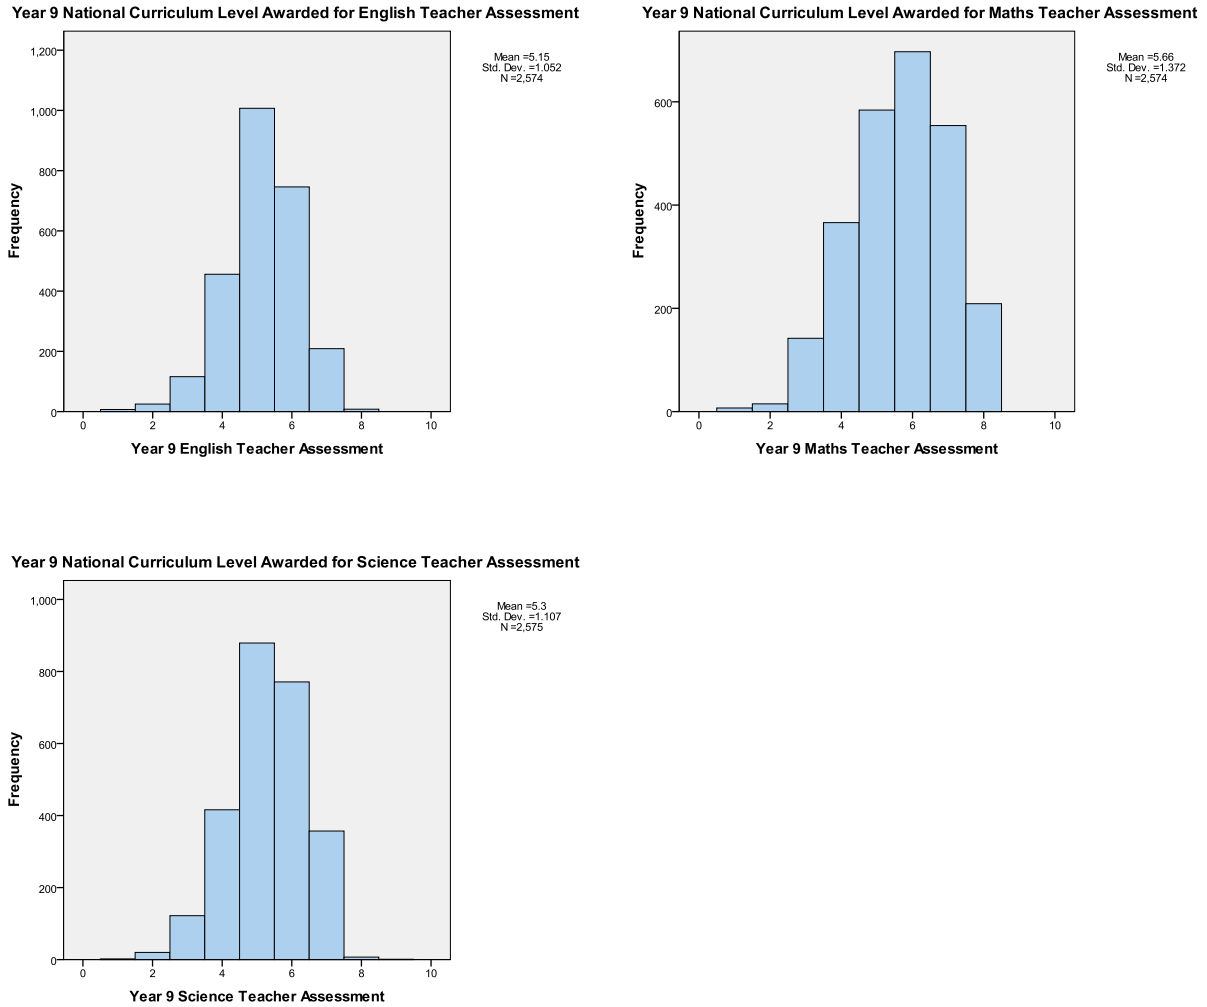 Year 9 National Curriculum Level Awarded for English Teacher Assessment
Mean =5.15
Std. Dev. =1.052
N =2,574
Frequency
1,200
1,000
800
600
400
200
0
0 2 4 6 8 10
Year 9 English Teacher Assessment
Year 9 National Curriculum Level Awarded for Maths Teacher Assessment
Mean =5.66
Std. Dev. =1.372
N =2,574
Frequency
600
400
200
0
0 2 4 6 8 10
Year 9 Maths Teacher Assessment
Year 9 National Curriculum Level Awarded for Science Teacher Assessment
Mean =5.3
Std. Dev. =1.107
N =2,575
Frequency
1,000
800
600
400
200
0
0 2 4 6 8 10
Year 9 Science Teacher Assessment